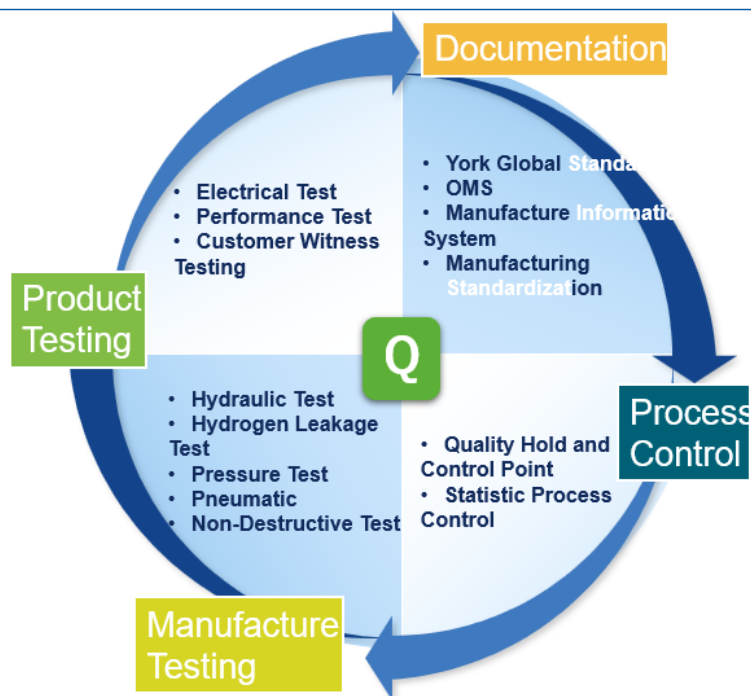 Documentation
• York Global Standa
• OMS
• Manufacture Informatio
System
• Manufacturing
Standardization
• Electrical Test
• Performance Test
• Customer Witness
Testing
Product
Testing
Q
Process
Control
• Quality Hold and
Control Point
• Statistic Process
Control
• Hydraulic Test
• Hydrogen Leakage
Test
• Pressure Test
• Pneumatic
• Non-Destructive Test
Manufacture
Testing